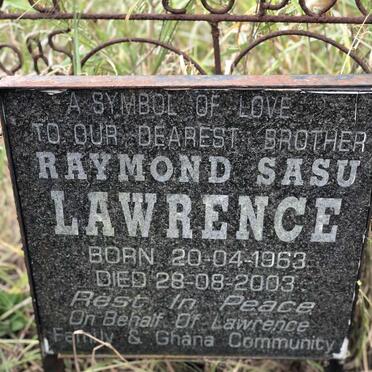 A SYMBOL OF LOVE
TO OUR DEAREST BROTHER
RAYMOND SASU
LAWRENCE
BORN 20-04-1963
DIED 28-08-2003
Rest In Peace
On Behalf Of Lawrence
Family & Ghana Community